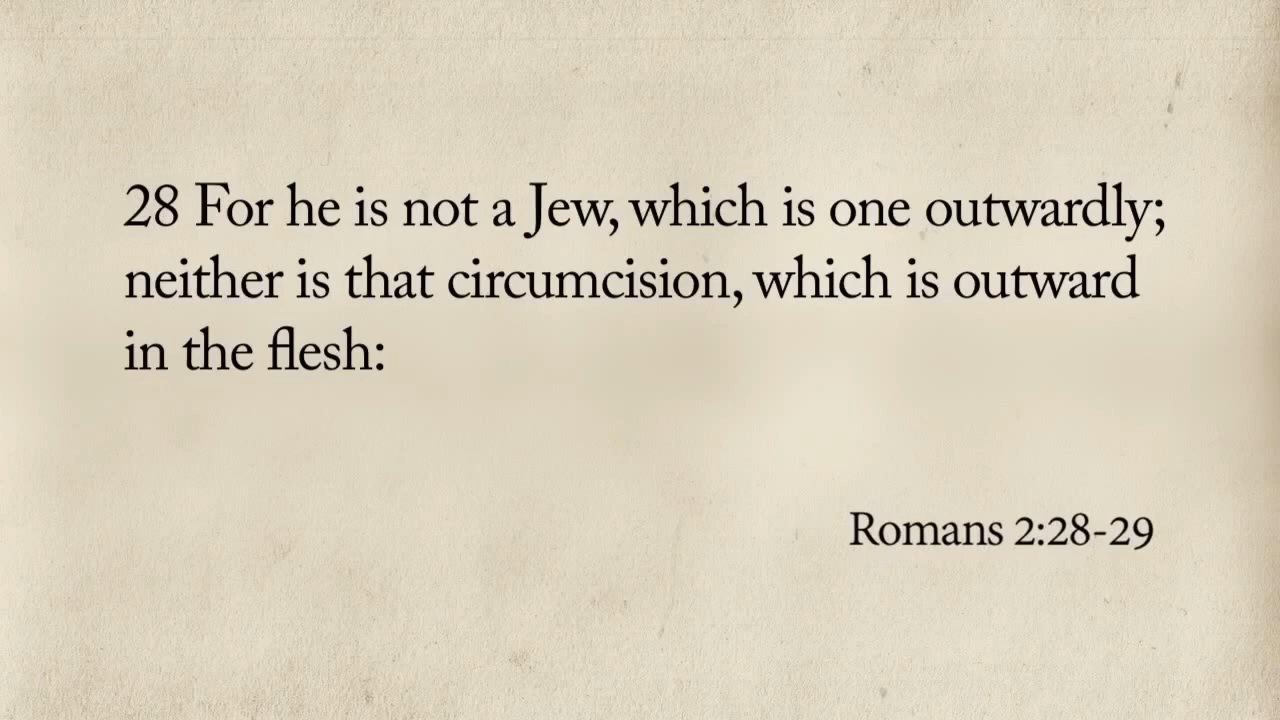 28 For he is not a Jew, which is one outwardly;
neither is that circumcision, which is outward
in the flesh:
Romans 2:28-29